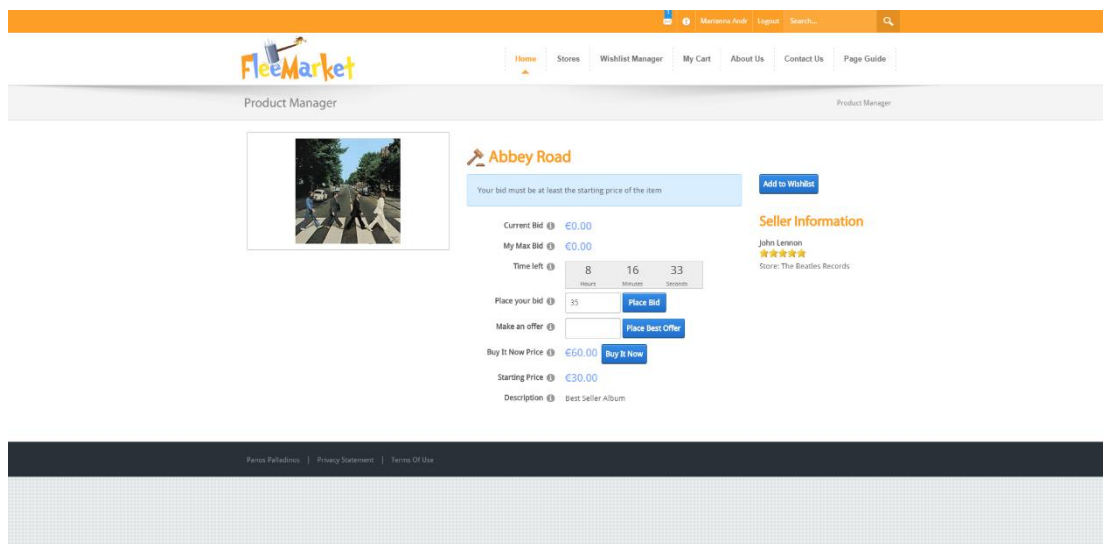 1
Marianna Andr Logout Search...
FleeMarket
Home Stores Wishlist Manager My Cart About Us Contact Us Page Guide
Product Manager
Product Manager
Abbey Road
Your bid must be at least the starting price of the item
Add to Wishlist
Current Bid €0.00
My Max Bid €0.00
Seller Information
John Lennon
Store: The Beatles Records
Time left 8 16 33
Hours Minutes Seconds
Place your bid 35 Place Bid
Make an offer Place Best Offer
Buy It Now Price €60.00 Buy It Now
Starting Price €30.00
Description Best Seller Album
Panos Palladinos | Privacy Statement | Terms Of Use